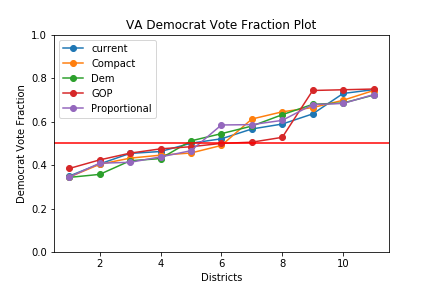 VA Democrat Vote Fraction Plot
1.0
0.8
0.6
0.4
0.2
0.0
Democrat Vote Fraction
current
Compact
Dem
GOP
Proportional
2 4 6 8 10
Districts